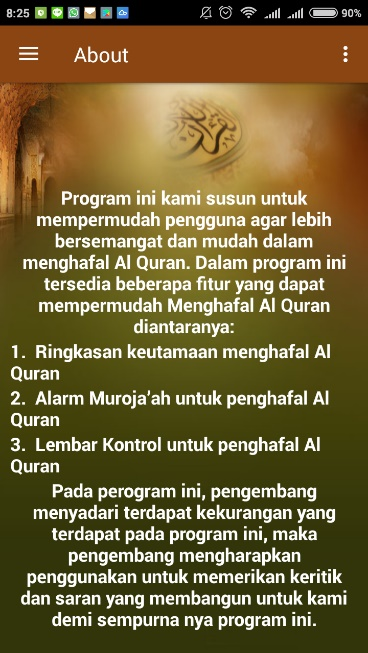 8:25
90%
About
Program ini kami susun untuk
mempermudah pengguna agar lebih
bersemangat dan mudah dalam
menghafal Al Quran. Dalam program ini
tersedia beberapa fitur yang dapat
mempermudah Menghafal Al Quran
diantaranya:
1. Ringkasan keutamaan menghafal Al
Quran
2. Alarm Muroja’ah untuk penghafal Al
Quran
3. Lembar Kontrol untuk penghafal Al
Quran
Pada perogram ini, pengembang
menyadari terdapat kekurangan yang
terdapat pada program ini, maka
pengembang mengharapkan
penggunakan untuk memerikan keritik
dan saran yang membangun untuk kami
demi sempurna nya program ini.